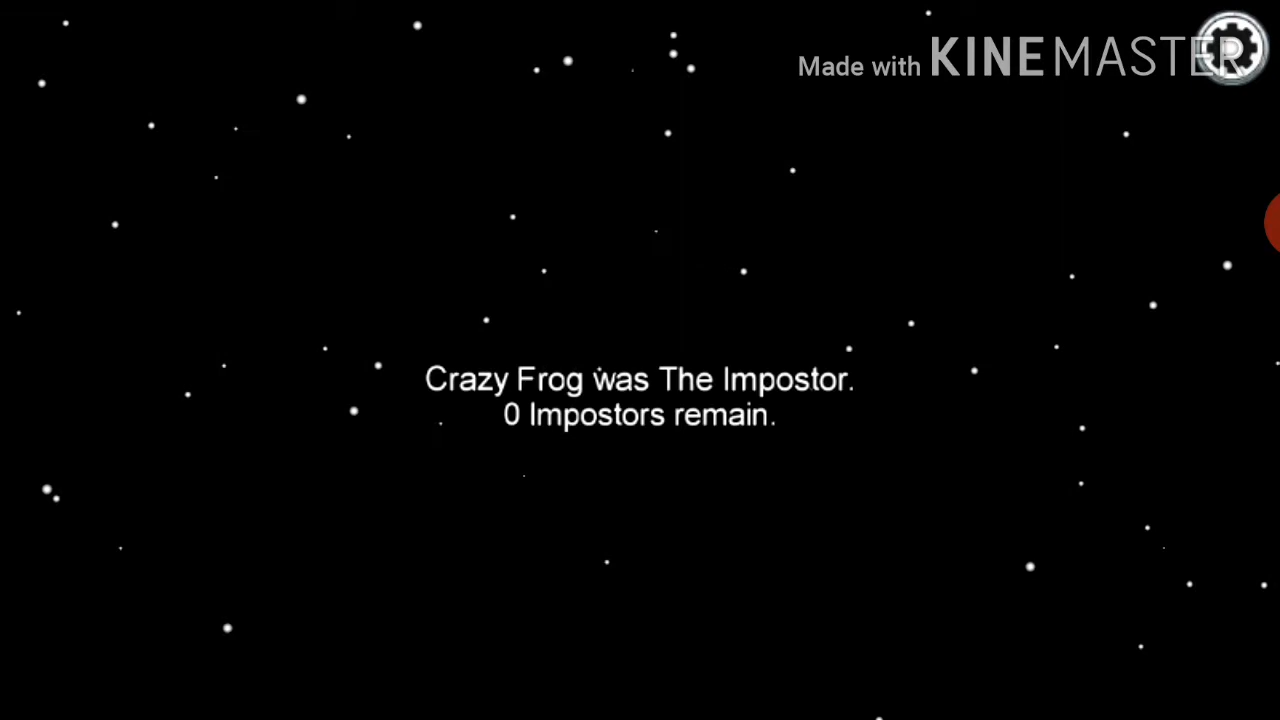 Made with KINEMASTER
Crazy Frog was The Impostor.
0 Impostors remain.